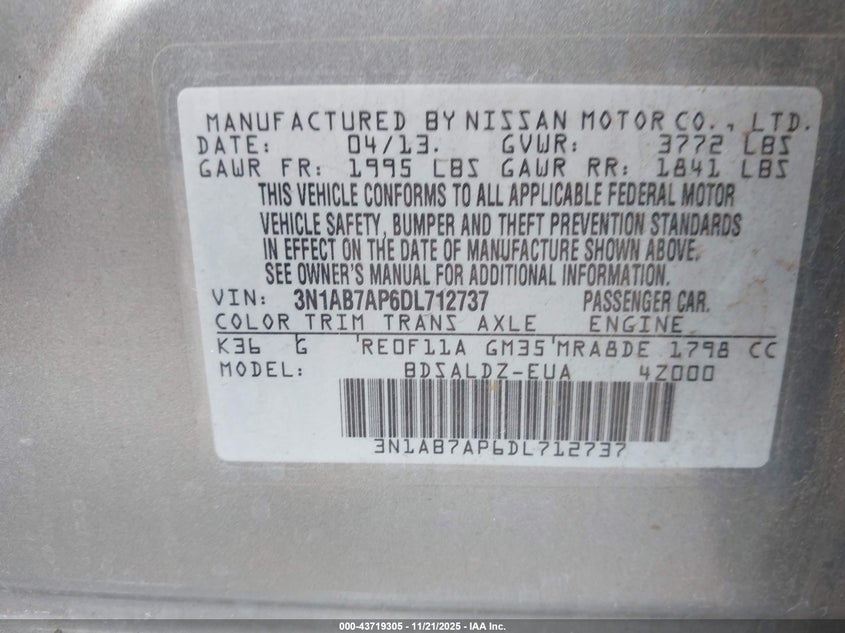 MANUFACTURED BY NISSAN MOTOR CO., LTD.
DATE: 04/13. GVWR: 3772 LBS
GAWR FR: 1995 LBS GAWR RR: 1841 LBS
THIS VEHICLE CONFORMS TO ALL APPLICABLE FEDERAL MOTOR
VEHICLE SAFETY, BUMPER AND THEFT PREVENTION STANDARDS
IN EFFECT ON THE DATE OF MANUFACTURE SHOWN ABOVE.
SEE OWNER'S MANUAL FOR ADDITIONAL INFORMATION.
VIN: 3N1AB7AP6DL712737 PASSENGER CAR.
COLOR TRIM TRANS AXLE ENGINE
K36 G RE0F11A GM35 MRA8DE 1798 CC
MODEL: BDSALDZ-EUA 4Z000
3N1AB7AP6DL712737
000-43719305 - 11/21/2025 - IAA Inc.